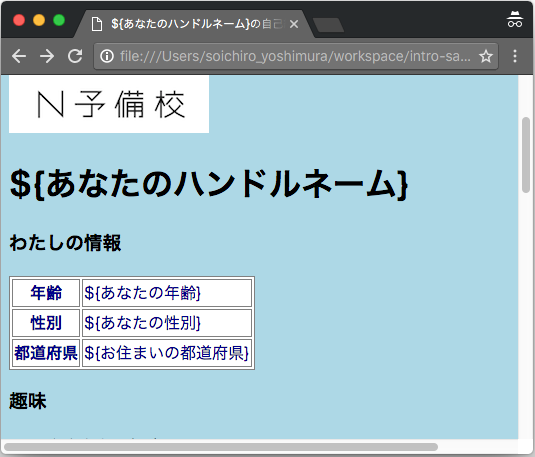 ${あなたのハンドルネーム}の自己
file:///Users/soichiro_yoshimura/workspace/intro-sa...
N予備校
${あなたのハンドルネーム}
わたしの情報
年齢 ${あなたの年齢}
性別 ${あなたの性別}
都道府県 ${お住まいの都道府県}
趣味